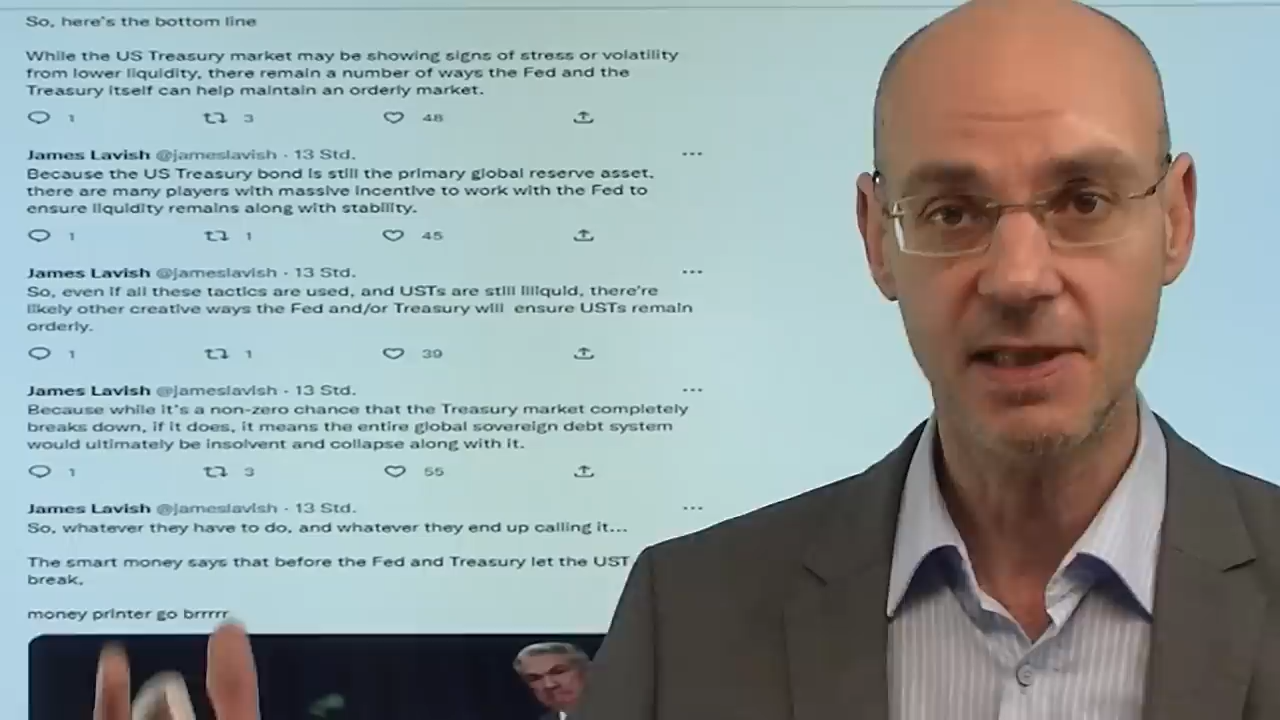 So, here's the bottom line
While the US Treasury market may be showing signs of stress or volatility
from lower liquidity, there remain a number of ways the Fed and the
Treasury itself can help maintain an orderly market.
1 3 48
James Lavish @jameslavish · 13 Std.
Because the US Treasury bond is still the primary global reserve asset,
there are many players with massive incentive to work with the Fed to
ensure liquidity remains along with stability.
1 1 45
James Lavish @jameslavish · 13 Std.
So, even if all these tactics are used, and USTs are still illiquid, there're
likely other creative ways the Fed and/or Treasury will ensure USTs remain
orderly.
1 1 39
James Lavish @jameslavish · 13 Std.
Because while it's a non-zero chance that the Treasury market completely
breaks down, if it does, it means the entire global sovereign debt system
would ultimately be insolvent and collapse along with it.
1 3 55
James Lavish @jameslavish · 13 Std.
So, whatever they have to do, and whatever they end up calling it...
The smart money says that before the Fed and Treasury let the UST
break,
money printer go brrrrr